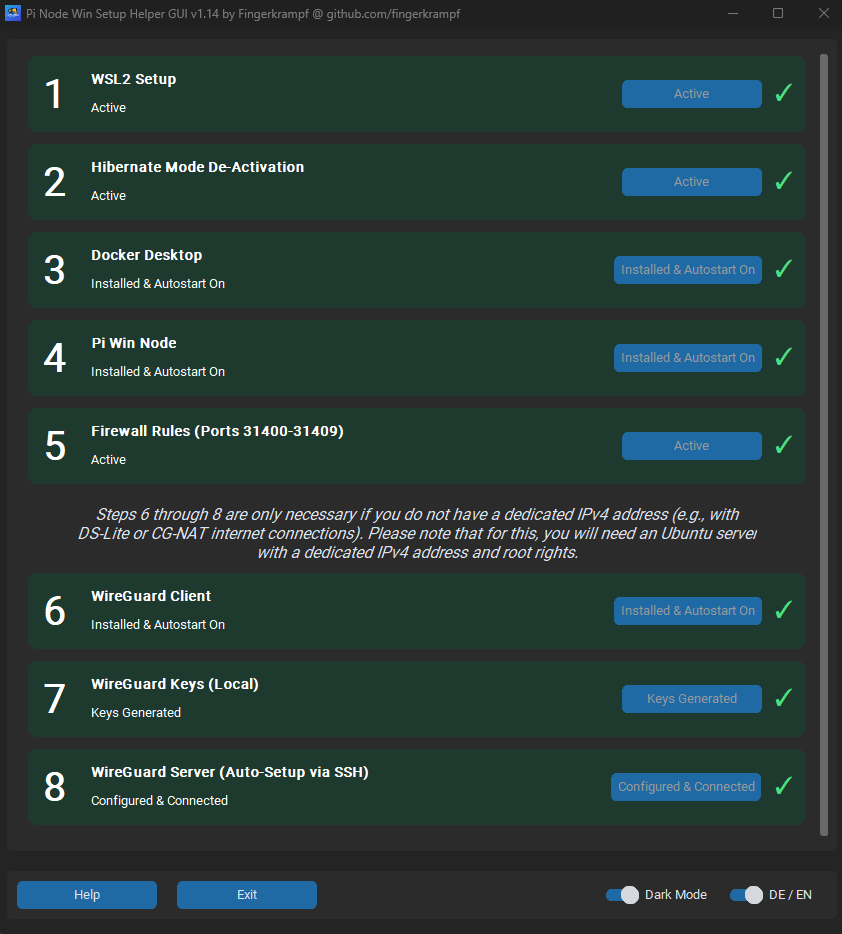 Pi Node Win Setup Helper GUI v1.14 by Fingerkrampf @ github.com/fingerkrampf
1
WSL2 Setup
Active
Active
2
Hibernate Mode De-Activation
Active
Active
3
Docker Desktop
Installed & Autostart On
Installed & Autostart On
4
Pi Win Node
Installed & Autostart On
Installed & Autostart On
5
Firewall Rules (Ports 31400-31409)
Active
Active
Steps 6 through 8 are only necessary if you do not have a dedicated IPv4 address (e.g., with
DS-Lite or CG-NAT internet connections). Please note that for this, you will need an Ubuntu server
with a dedicated IPv4 address and root rights.
6
WireGuard Client
Installed & Autostart On
Installed & Autostart On
7
WireGuard Keys (Local)
Keys Generated
Keys Generated
8
WireGuard Server (Auto-Setup via SSH)
Configured & Connected
Configured & Connected
Help
Exit
Dark Mode
DE / EN